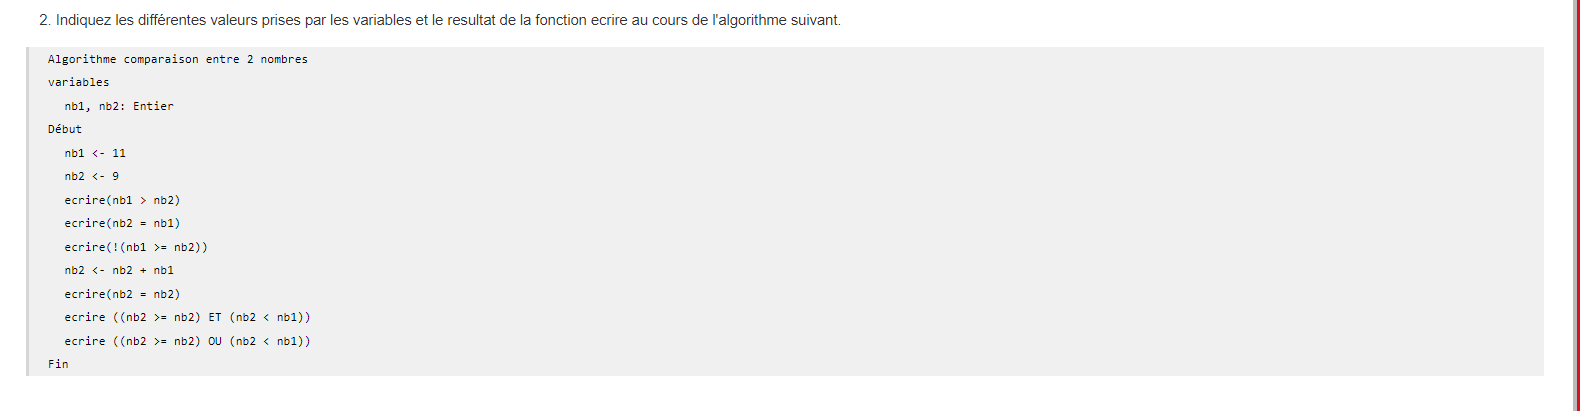 2. Indiquez les différentes valeurs prises par les variables et le resultat de la fonction ecrire au cours de l'algorithme suivant.
Algorithme comparaison entre 2 nombres
variables
nb1, nb2: Entier
Début
nb1 <- 11
nb2 <- 9
ecrire(nb1 > nb2)
ecrire(nb2 = nb1)
ecrire(!(nb1 >= nb2))
nb2 <- nb2 + nb1
ecrire(nb2 = nb2)
ecrire ((nb2 >= nb2) ET (nb2 < nb1))
ecrire ((nb2 >= nb2) OU (nb2 < nb1))
Fin